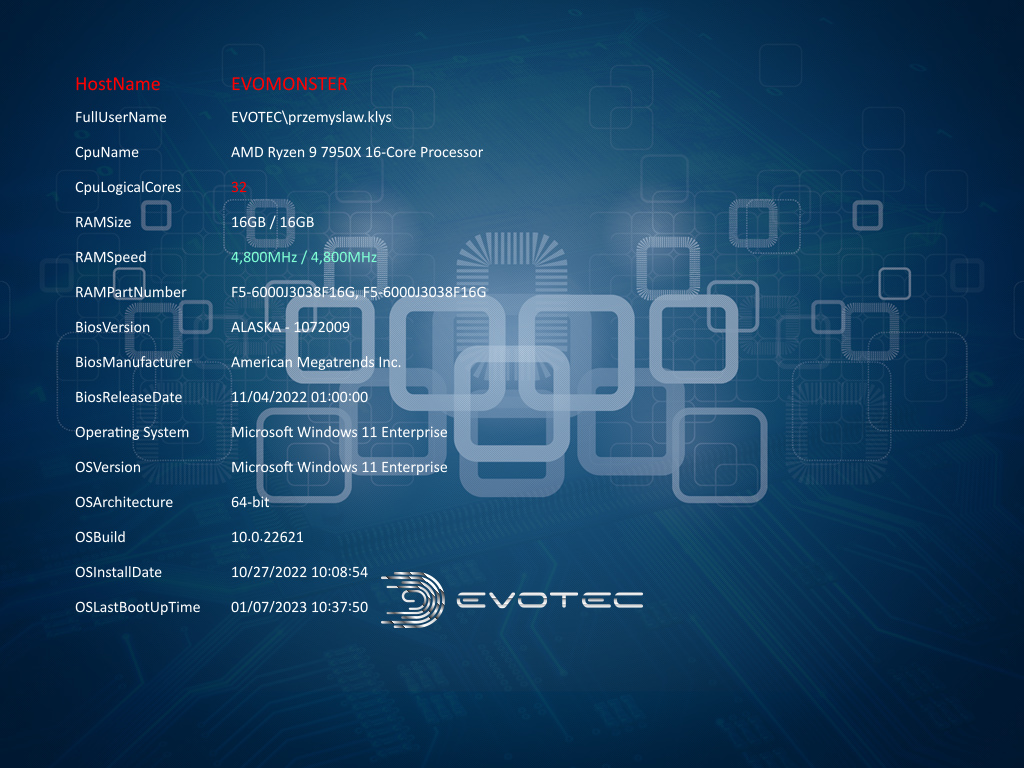 HostName EVOMONSTER
FullUserName EVOTEC\przemyslaw.klys
CpuName AMD Ryzen 9 7950X 16-Core Processor
CpuLogicalCores 32
RAMSize 16GB / 16GB
RAMSpeed 4,800MHz / 4,800MHz
RAMPartNumber F5-6000J3038F16G, F5-6000J3038F16G
BiosVersion ALASKA - 1072009
BiosManufacturer American Megatrends Inc.
BiosReleaseDate 11/04/2022 01:00:00
Operating System Microsoft Windows 11 Enterprise
OSVersion Microsoft Windows 11 Enterprise
OSArchitecture 64-bit
OSBuild 10.0.22621
OSInstallDate 10/27/2022 10:08:54
OSLastBootUpTime 01/07/2023 10:37:50
EVOTEC